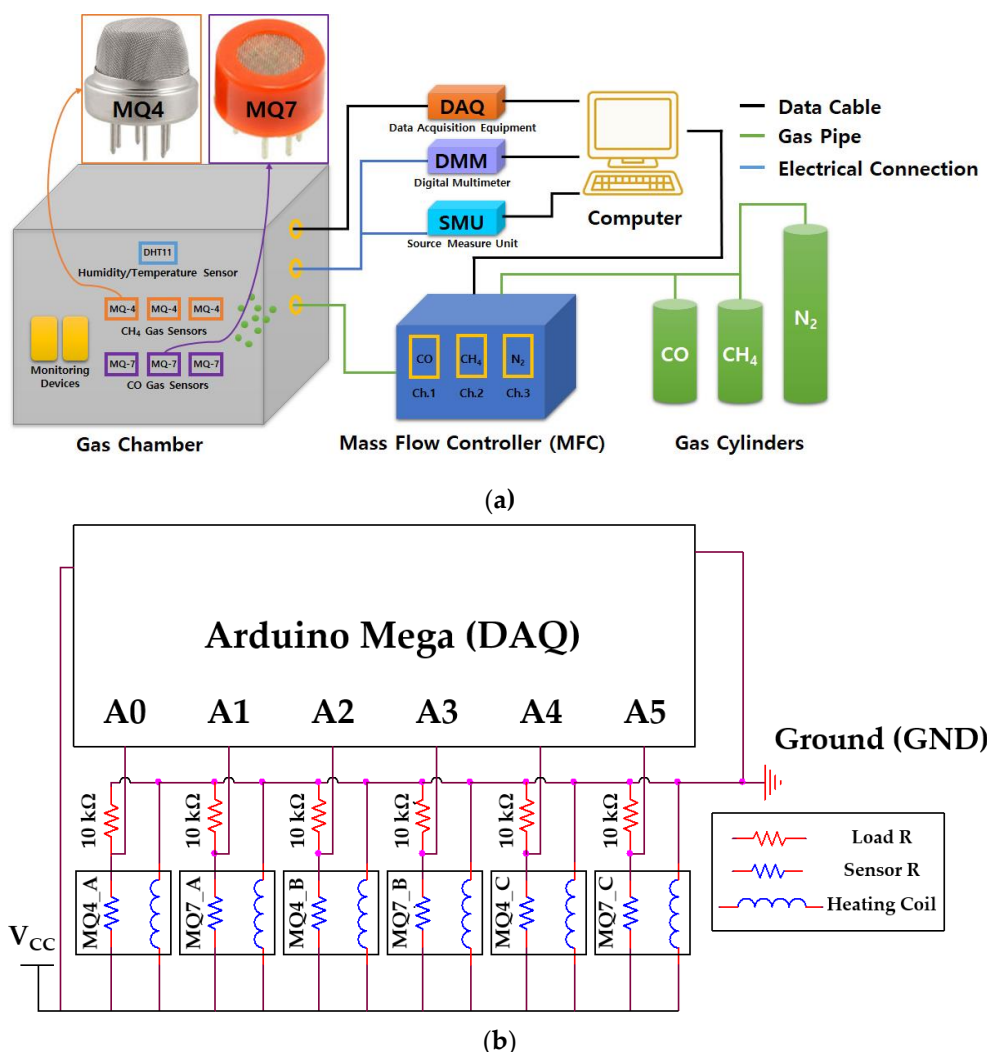 MQ4
MQ7
DAQ
Data Acquisition Equipment
DMM
Digital Multimeter
SMU
Source Measure Unit
Computer
Data Cable
Gas Pipe
Electrical Connection
DHT11
Humidity/Temperature Sensor
MQ-4 MQ-4 MQ-4
CH₄ Gas Sensors
MQ-7 MQ-7 MQ-7
CO Gas Sensors
Monitoring
Devices
Gas Chamber
CO CH₄ N₂
Ch.1 Ch.2 Ch.3
Mass Flow Controller (MFC)
CO CH₄ N₂
Gas Cylinders
(a)
Arduino Mega (DAQ)
A0 A1 A2 A3 A4 A5
Ground (GND)
10 kΩ 10 kΩ 10 kΩ 10 kΩ 10 kΩ 10 kΩ
MQ4_A MQ7_A MQ4_B MQ7_B MQ4_C MQ7_C
Load R
Sensor R
Heating Coil
V_CC
(b)